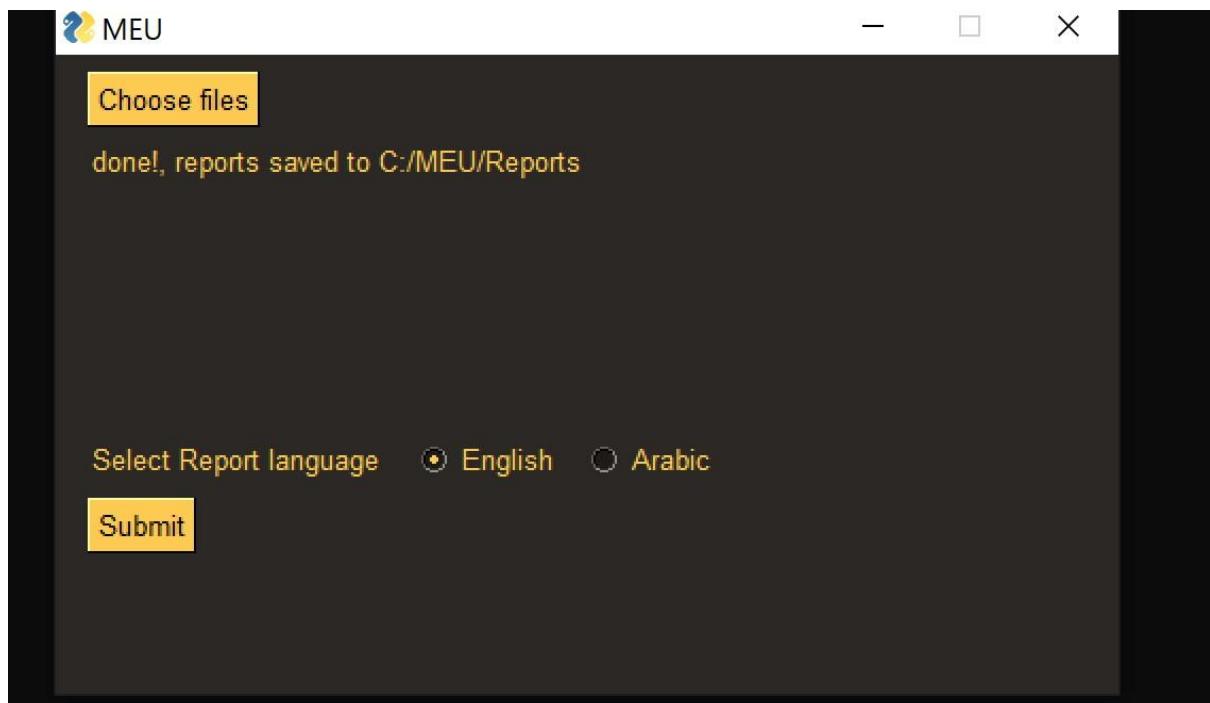 MEU
Choose files
done!, reports saved to C:/MEU/Reports
Select Report language English Arabic
Submit